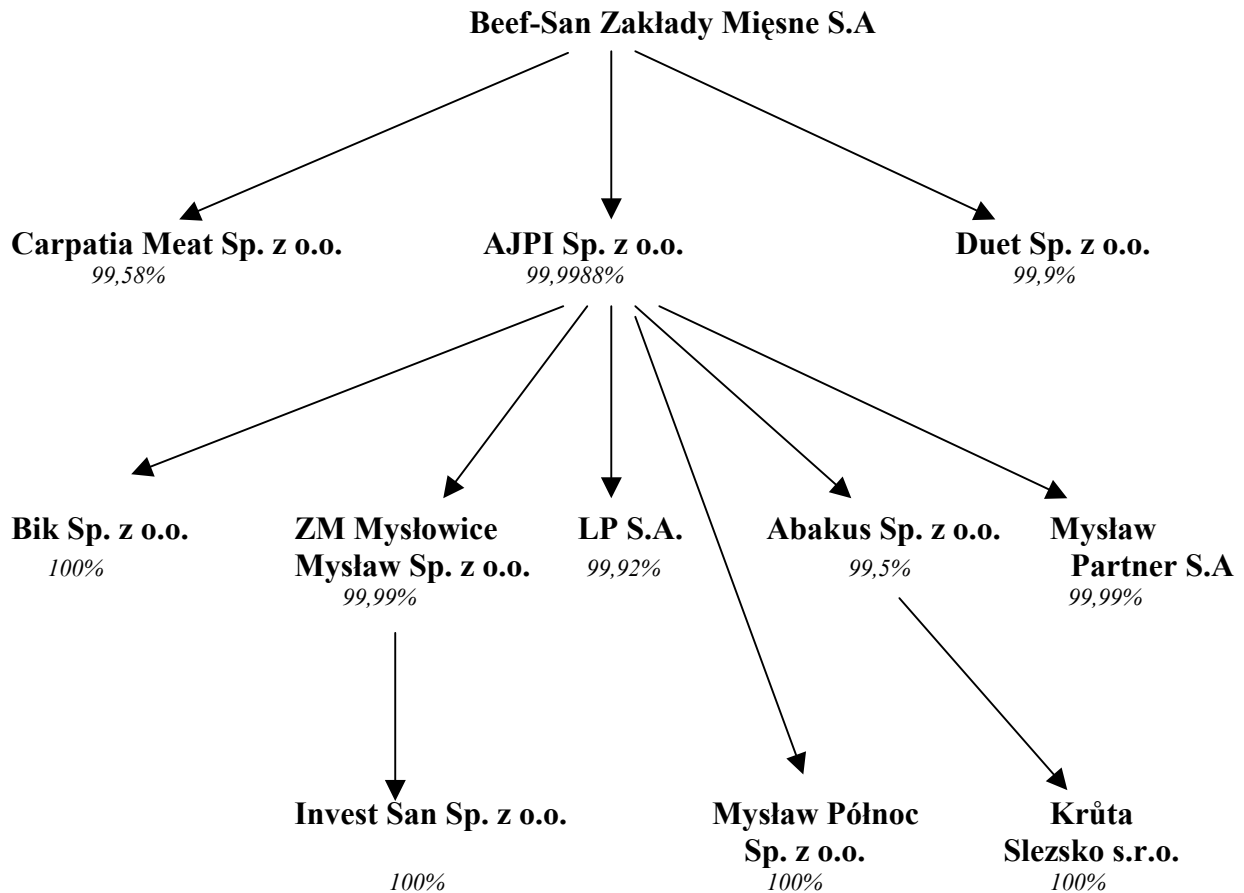 Beef-San Zakłady Mięsne S.A
Carpatia Meat Sp. z o.o.
99,58%
AJPI Sp. z o.o.
99,9988%
Duet Sp. z o.o.
99,9%
Bik Sp. z o.o.
100%
ZM Mysłowice
Mysław Sp. z o.o.
99,99%
LP S.A.
99,92%
Abakus Sp. z o.o.
99,5%
Mysław
Partner S.A
99,99%
Invest San Sp. z o.o.
100%
Mysław Północ
Sp. z o.o.
100%
Krůta
Slezsko s.r.o.
100%